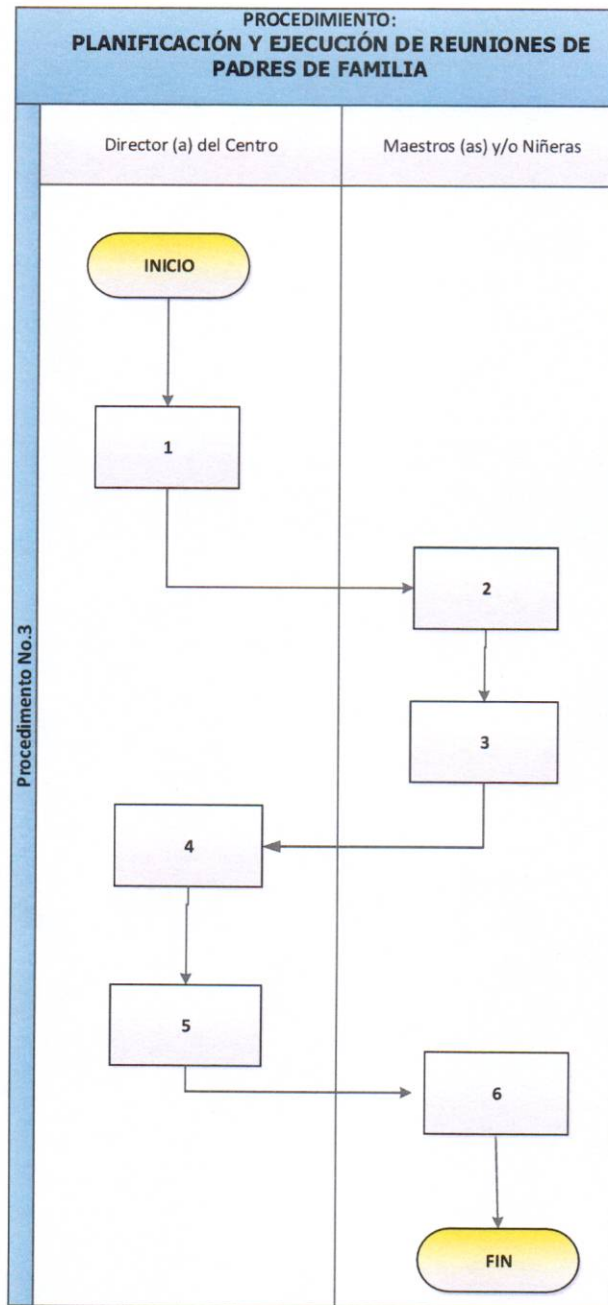 PROCEDIMIENTO:
PLANIFICACIÓN Y EJECUCIÓN DE REUNIONES DE
PADRES DE FAMILIA
Director (a) del Centro
Maestros (as) y/o Niñeras
Procedimento No.3
INICIO
1
2
3
4
5
6
FIN